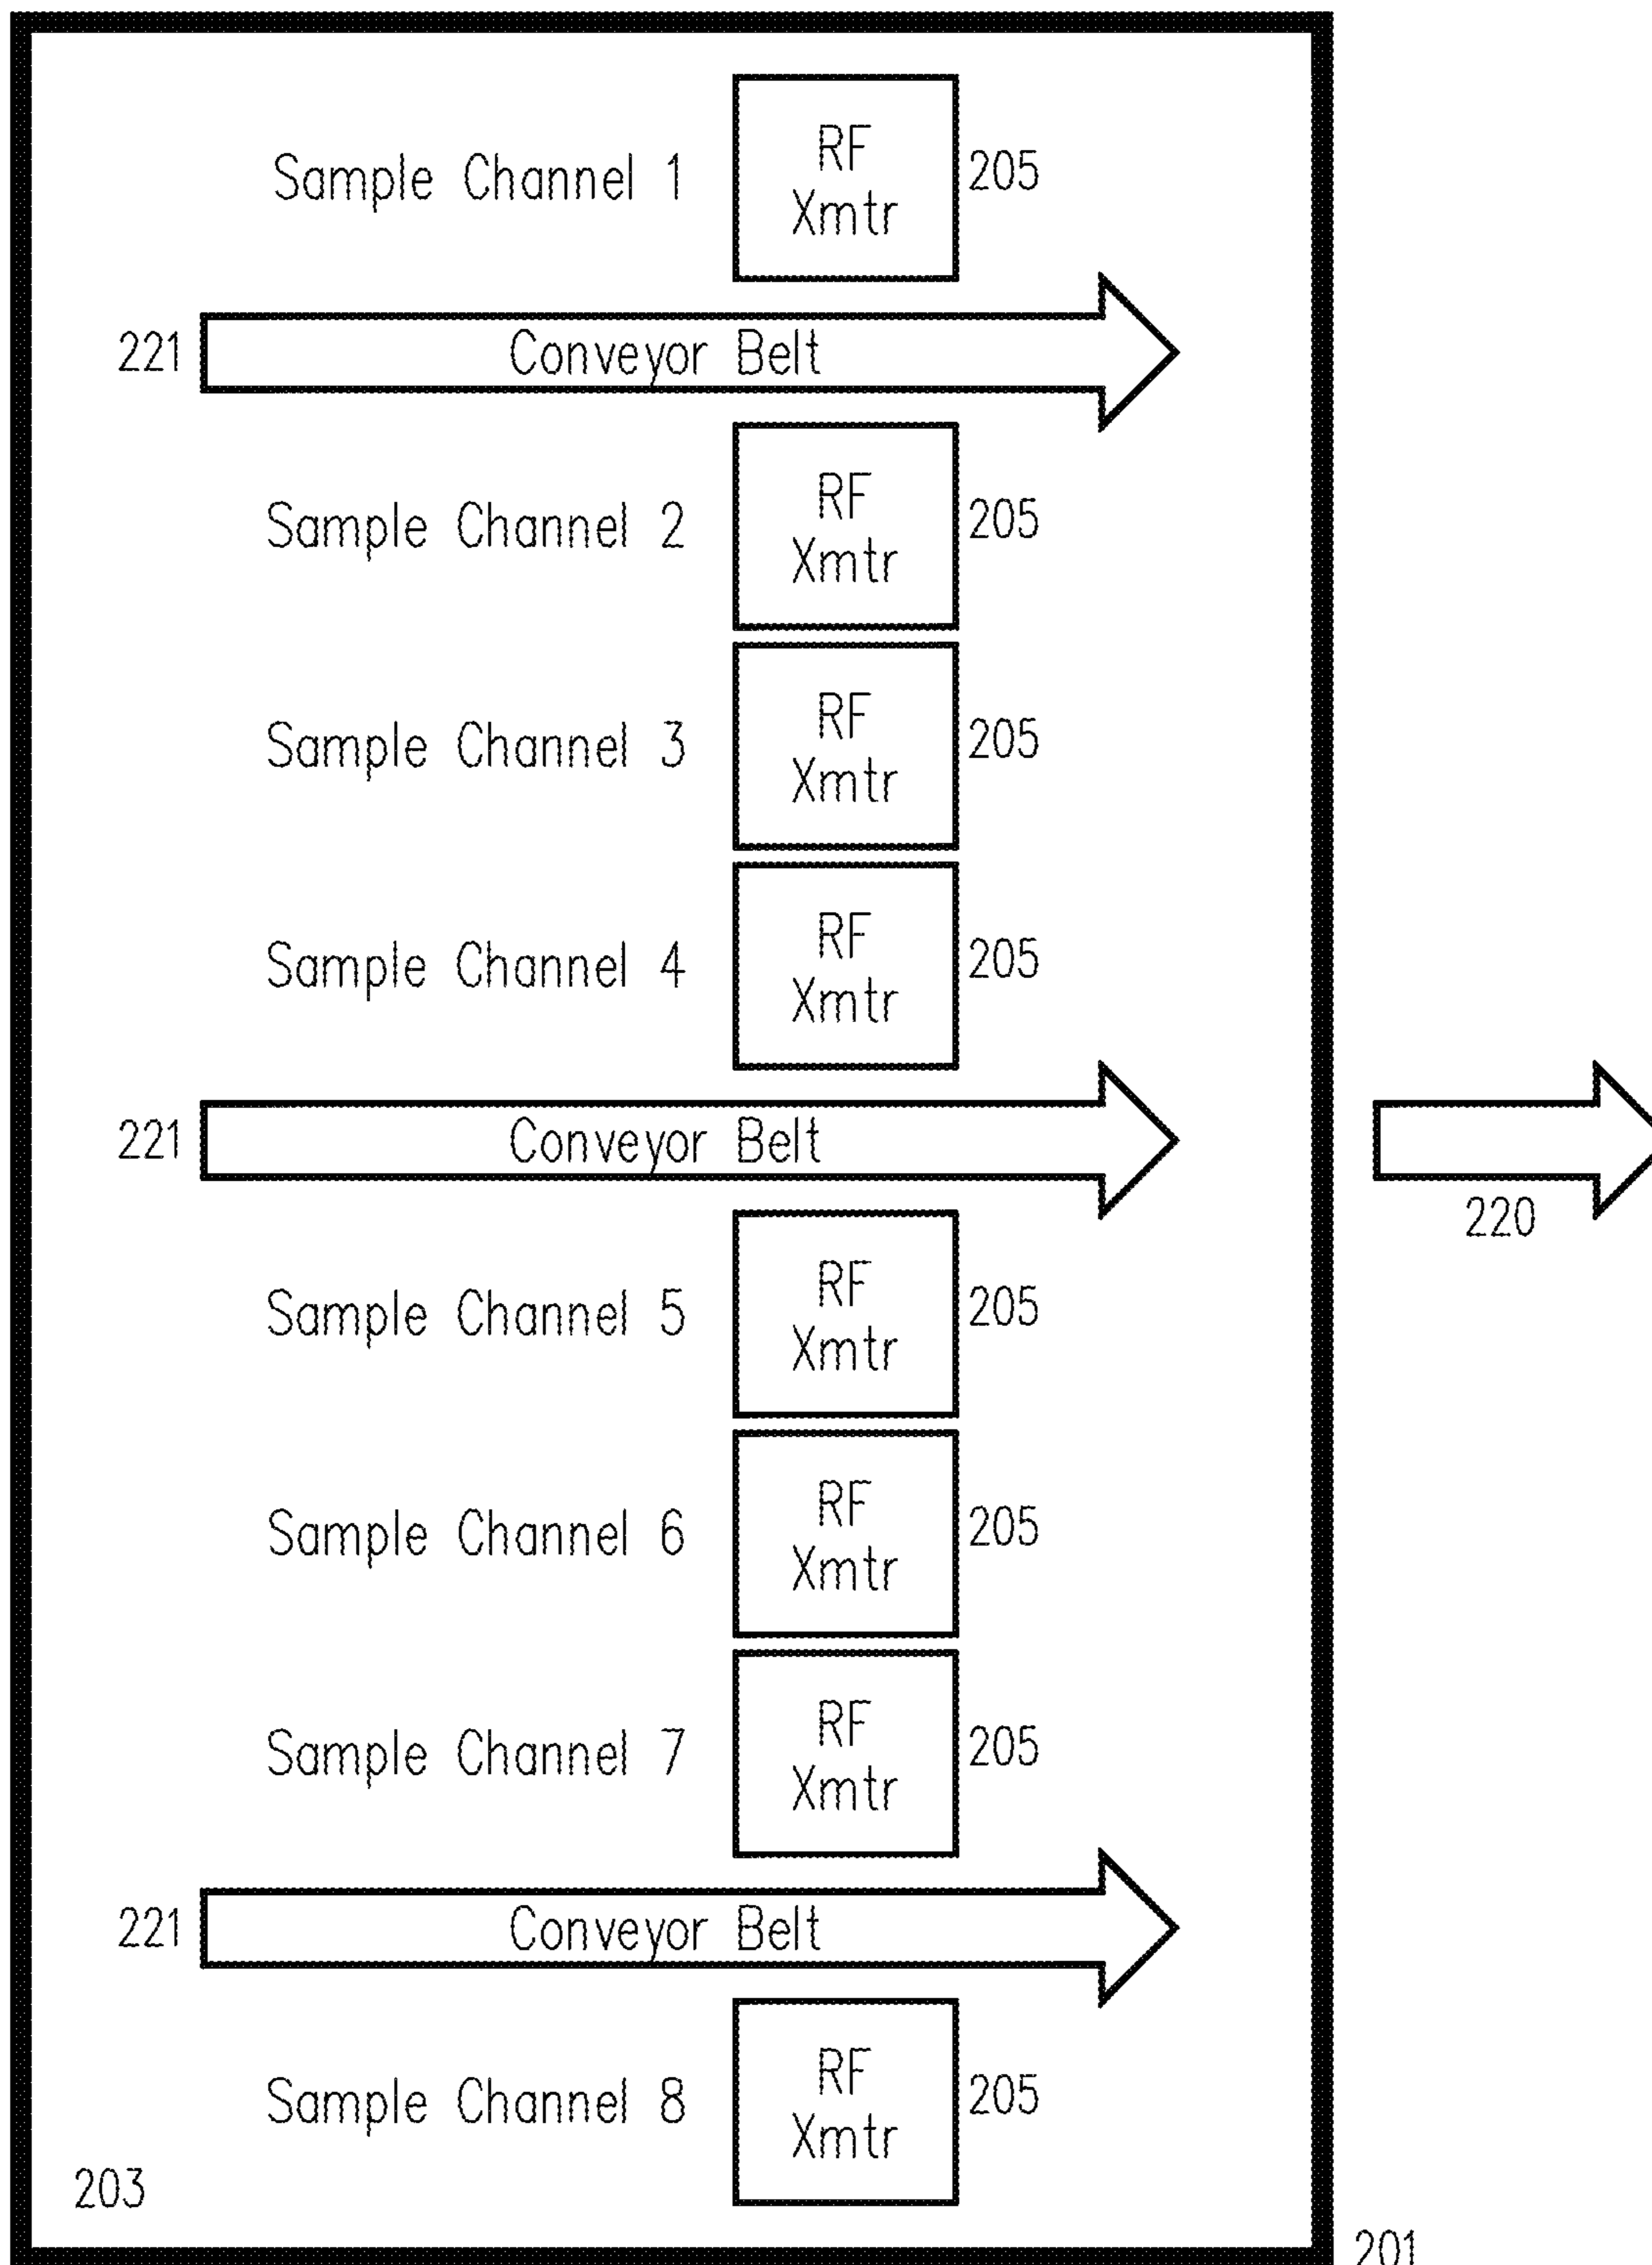 RF
Sample Channel 1
205
Xmtr
221
Conveyor Belt
RF
Sample Channel 2
205
Xmtr
RF
Sample Channel 3
205
Xmtr
RF
Sample Channel 4
205
Xmtr
221
Conveyor Belt
220
RF
Sample Channel 5
205
Xmtr
RF
Sample Channel 6
205
Xmtr
RF
Sample Channel 7
205
Xmtr
221
Conveyor Belt
RF
Sample Channel 8
205
Xmtr
203
201